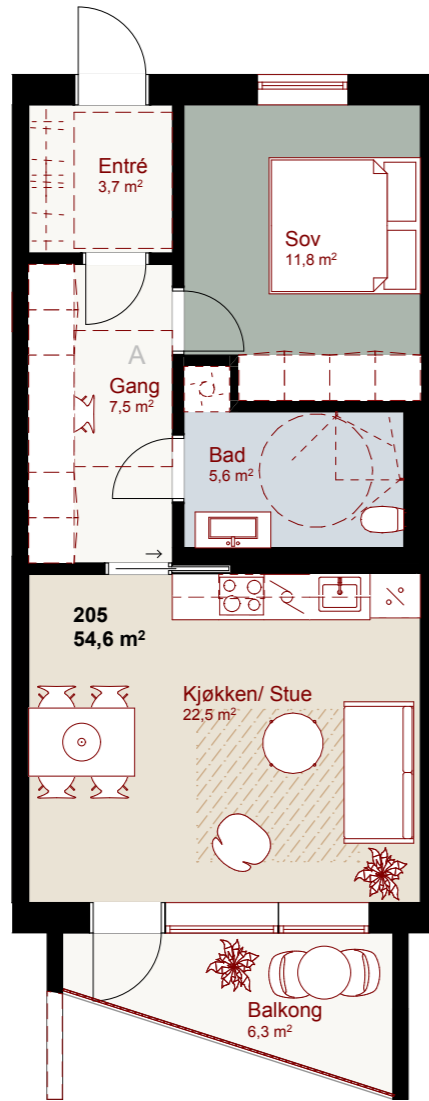 Entré
3,7 m²
Sov
11,8 m²
A
Gang
7,5 m²
Bad
5,6 m²
205
54,6 m²
Kjøkken/ Stue
22,5 m²
Balkong
6,3 m²